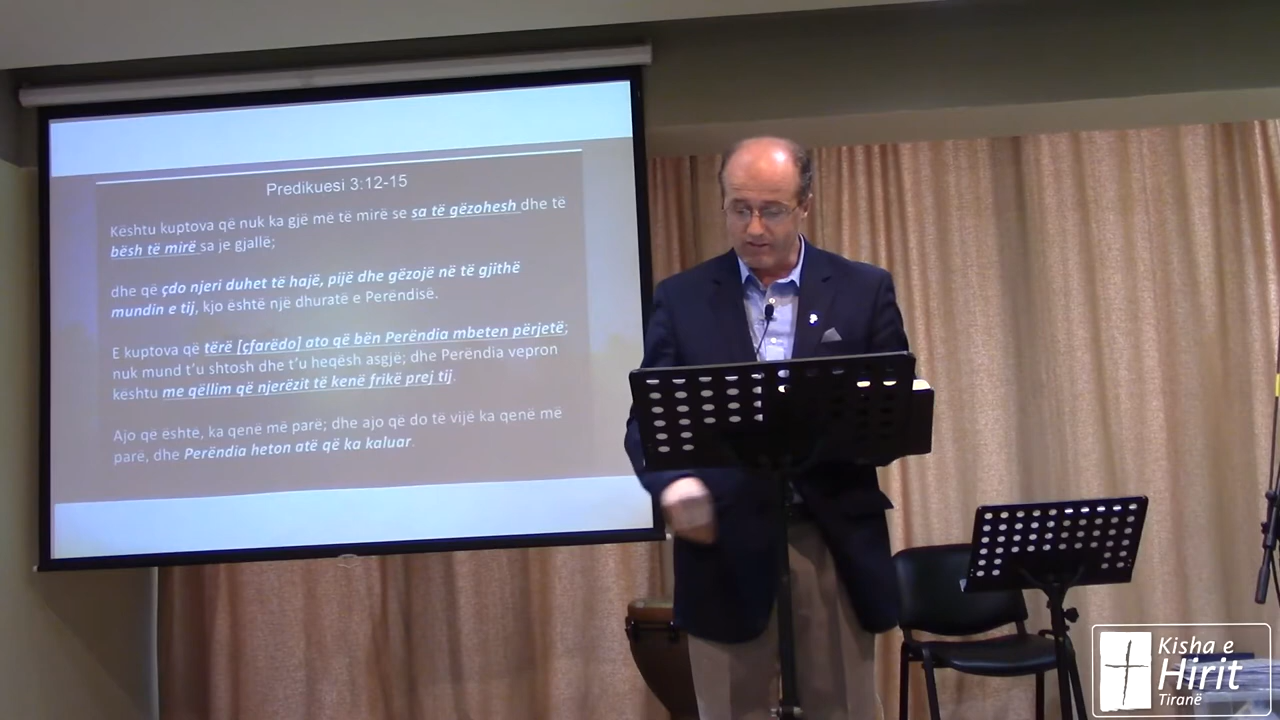 Predikuesi 3:12-15
Kështu kuptova që nuk ka gjë më të mirë se sa të gëzohesh dhe të
bësh të mirë sa je gjallë;
dhe që çdo njeri duhet të hajë, pijë dhe gëzojë në të gjithë
mundin e tij, kjo është një dhuratë e Perëndisë.
E kuptova që tërë [çfarëdo] ato që bën Perëndia mbeten përjetë;
nuk mund t’u shtosh dhe t’u heqësh asgjë; dhe Perëndia vepron
kështu me qëllim që njerëzit të kenë frikë prej tij.
Ajo që është, ka qenë më parë; dhe ajo që do të vijë ka qenë më
parë, dhe Perëndia heton atë që ka kaluar.
Kisha e
Hirit
Tiranë